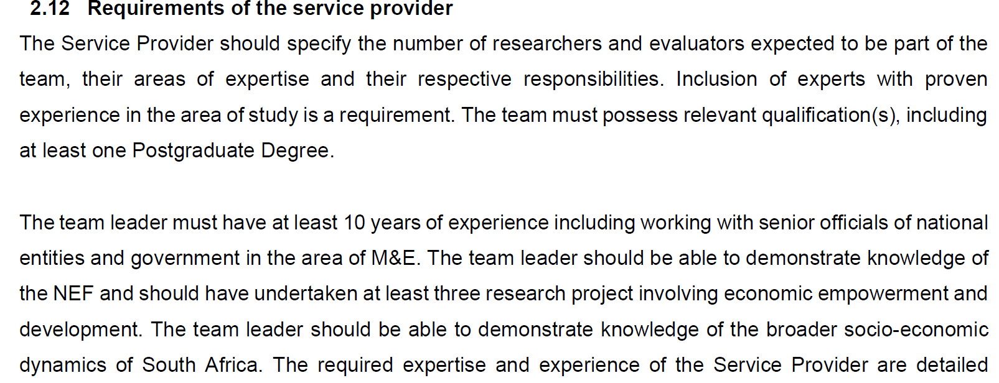 2.12 Requirements of the service provider
The Service Provider should specify the number of researchers and evaluators expected to be part of the
team, their areas of expertise and their respective responsibilities. Inclusion of experts with proven
experience in the area of study is a requirement. The team must possess relevant qualification(s), including
at least one Postgraduate Degree.
The team leader must have at least 10 years of experience including working with senior officials of national
entities and government in the area of M&E. The team leader should be able to demonstrate knowledge of
the NEF and should have undertaken at least three research project involving economic empowerment and
development. The team leader should be able to demonstrate knowledge of the broader socio-economic
dynamics of South Africa. The required expertise and experience of the Service Provider are detailed